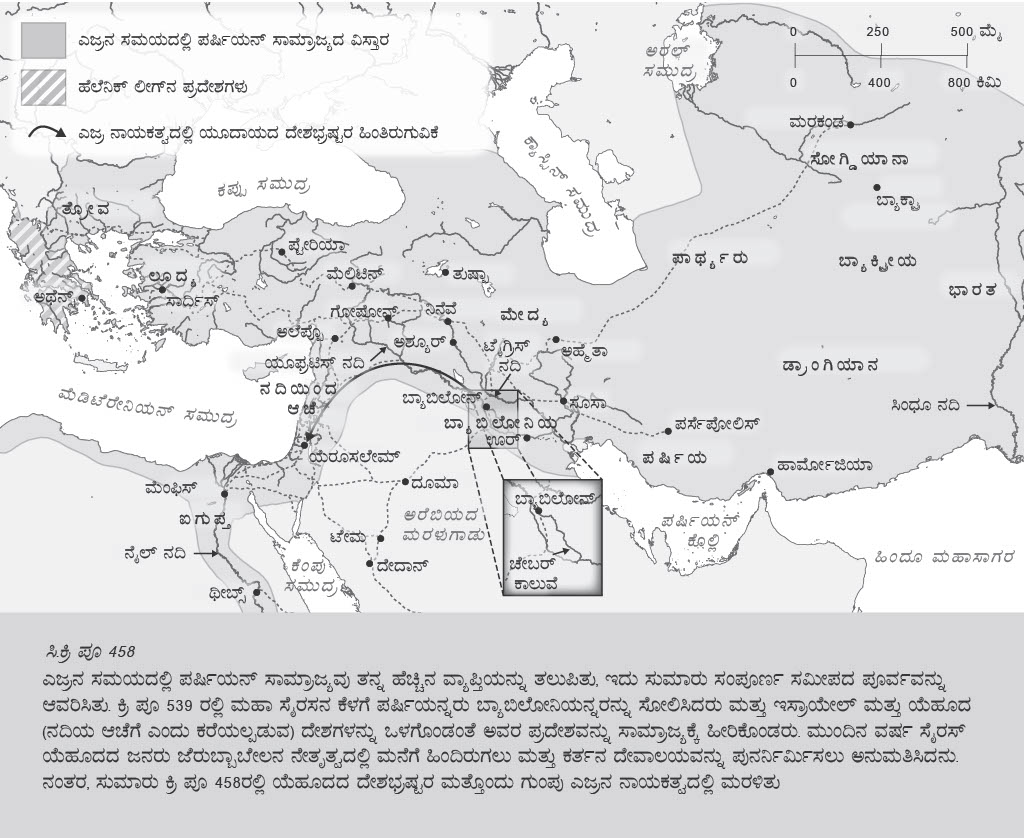 ಎಜ್ರನ ಸಮಯದಲ್ಲಿ ಪರ್ಷಿಯನ್ ಸಾಮ್ರಾಜ್ಯದ ವಿಸ್ತಾರ
ಹೆಲೆನಿಕ್ ಲೀಗ್‌ನ ಪ್ರದೇಶಗಳು
ಎಜ್ರ ನಾಯಕತ್ವದಲ್ಲಿ ಯೂದಾಯದ ದೇಶಭ್ರಷ್ಟರ ಹಿಂತಿರುಗುವಿಕೆ
0 250 500 ಮೈ
0 400 800 ಕಿಮಿ
ಅರಲ್
ಸಮುದ್ರ
ಮರಕಂಡ
ಸೋಗ್ಡಿಯಾನಾ
ಬ್ಯಾಕ್ಟ್ರಾ
ಕ್ಯಾಸ್ಪಿನ್ ಸಮುದ್ರ
ಕಪ್ಪು ಸಮುದ್ರ
ತ್ರೋವ
ಪ್ಟೇರಿಯಾ
ಪಾರ್ಥ್ಯರು
ಬ್ಯಾಕ್ಟ್ರೀಯ
ಭಾರತ
ಲೂದ್ಯ
ಸಾರ್ಡಿಸ್
ಅಥೆನ್ಸ್
ಮೆಲಿಟಿನ್
ತುಷ್ಪಾ
ಗೋಷೋನ್ಸ್
ನಿನೆವೆ
ಮೇದ್ಯ
ಅಲೆಪ್ಪೊ
ಅಶ್ಯೂರ್
ಟೈಗ್ರಿಸ್
ನದಿ
ಅಹ್ಮತಾ
ಯೂಫ್ರಟಿಸ್ ನದಿ
ಡ್ರಾಂಗಿಯಾನ
ಮೆಡಿಟೆರೇನಿಯನ್ ಸಮುದ್ರ
ನದಿಯಿಂದ
ಆಚೆ
ಬ್ಯಾಬಿಲೋನ್
ಸೂಸಾ
ಸಿಂಧೂ ನದಿ
ಬ್ಯಾಬಿಲೋನಿಯ
ಊರ್
ಪರ್ಸೆಪೋಲಿಸ್
ಯೆರೂಸಲೇಮ್
ಪರ್ಷಿಯ
ಹಾರ್ಮೋಜಿಯಾ
ಮೆಂಫಿಸ್
ದೂಮಾ
ಬ್ಯಾಬಿಲೋನ್
ಐಗುಪ್ತ
ಅರೆಬಿಯದ
ಮರಳುಗಾಡು
ಪರ್ಷಿಯನ್
ಕೊಲ್ಲಿ
ನೈಲ್ ನದಿ
ಟೇಮ
ದೇದಾನ್
ಚೇಬರ್
ಕಾಲುವೆ
ಕೆಂಪು
ಸಮುದ್ರ
ಹಿಂದೂ ಮಹಾಸಾಗರ
ಥೀಬ್ಸ್
ಸಿ.ಕ್ರಿ ಪೂ 458
ಎಜ್ರನ ಸಮಯದಲ್ಲಿ ಪರ್ಷಿಯನ್ ಸಾಮ್ರಾಜ್ಯವು ತನ್ನ ಹೆಚ್ಚಿನ ವ್ಯಾಪ್ತಿಯನ್ನು ತಲುಪಿತು, ಇದು ಸುಮಾರು ಸಂಪೂರ್ಣ ಸಮೀಪದ ಪೂರ್ವವನ್ನು
ಆವರಿಸಿತು. ಕ್ರಿ ಪೂ 539 ರಲ್ಲಿ ಮಹಾ ಸೈರಸನ ಕೆಳಗೆ ಪರ್ಷಿಯನ್ನರು ಬ್ಯಾಬಿಲೋನಿಯನ್ನರನ್ನು ಸೋಲಿಸಿದರು ಮತ್ತು ಇಸ್ರಾಯೇಲ್ ಮತ್ತು ಯೆಹೂದ
(ನದಿಯ ಆಚೆಗೆ ಎಂದು ಕರೆಯಲ್ಪಡುವ) ದೇಶಗಳನ್ನು ಒಳಗೊಂಡಂತೆ ಅವರ ಪ್ರದೇಶವನ್ನು ಸಾಮ್ರಾಜ್ಯಕ್ಕೆ ಹೀರಿಕೊಂಡರು. ಮುಂದಿನ ವರ್ಷ ಸೈರಸ್
ಯೆಹೂದದ ಜನರು ಜೆರುಬ್ಬಾಬೇಲನ ನೇತೃತ್ವದಲ್ಲಿ ಮನೆಗೆ ಹಿಂದಿರುಗಲು ಮತ್ತು ಕರ್ತನ ದೇವಾಲಯವನ್ನು ಪುನರ್ನಿರ್ಮಿಸಲು ಅನುಮತಿಸಿದನು.
ನಂತರ, ಸುಮಾರು ಕ್ರಿ ಪೂ 458ರಲ್ಲಿ ಯೆಹೂದದ ದೇಶಭ್ರಷ್ಟರ ಮತ್ತೊಂದು ಗುಂಪು ಎಜ್ರನ ನಾಯಕತ್ವದಲ್ಲಿ ಮರಳಿತು